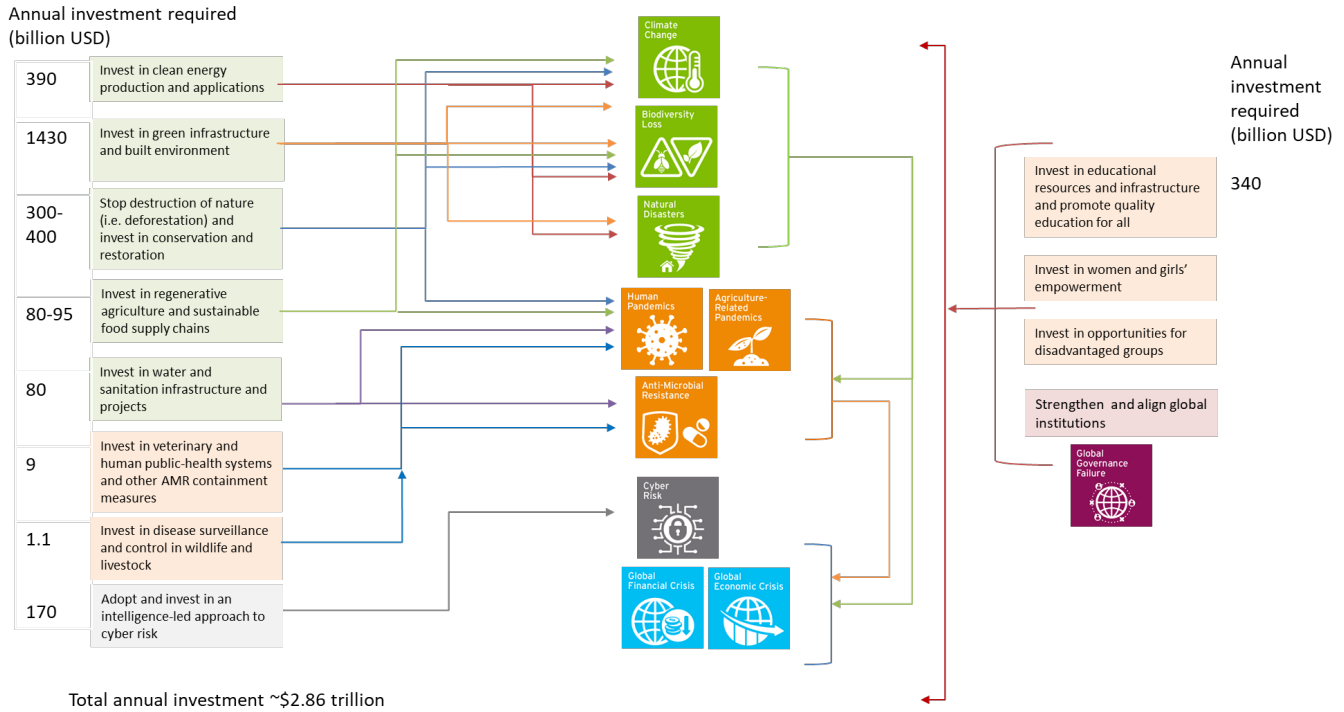 Annual investment required
(billion USD)
390
Invest in clean energy
production and applications
1430
Invest in green infrastructure
and built environment
300-
400
Stop destruction of nature
(i.e. deforestation) and
invest in conservation and
restoration
80-95
Invest in regenerative
agriculture and sustainable
food supply chains
80
Invest in water and
sanitation infrastructure and
projects
9
Invest in veterinary and
human public-health systems
and other AMR containment
measures
1.1
Invest in disease surveillance
and control in wildlife and
livestock
170
Adopt and invest in an
intelligence-led approach to
cyber risk
Total annual investment ~$2.86 trillion
Climate
Change
Biodiversity
Loss
Natural
Disasters
Human
Pandemics
Agriculture-
Related
Pandemics
Anti-Microbial
Resistance
Cyber
Risk
Global
Financial Crisis
Global
Economic Crisis
Annual
investment
required
(billion USD)
340
Invest in educational
resources and infrastructure
and promote quality
education for all
Invest in women and girls’
empowerment
Invest in opportunities for
disadvantaged groups
Strengthen and align global
institutions
Global
Governance
Failure